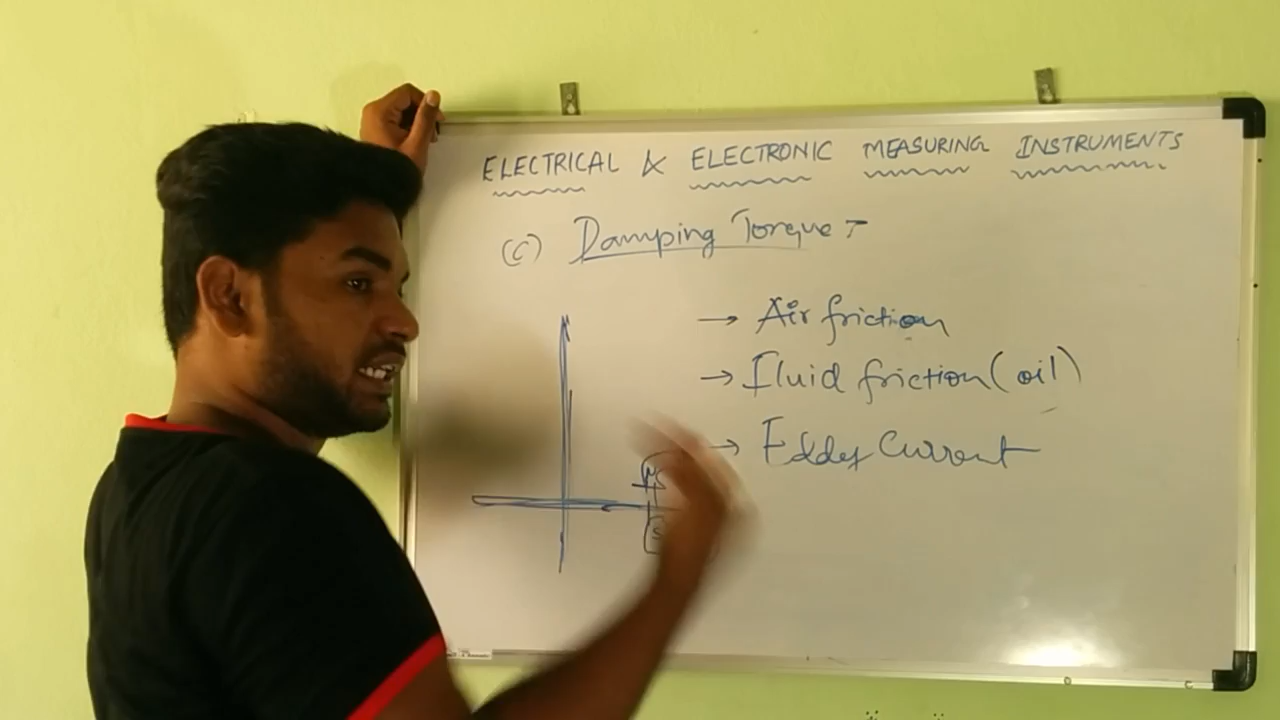 ELECTRICAL & ELECTRONIC MEASURING INSTRUMENTS
(C) Damping Torque :-
→ Air friction
→ Fluid friction (oil)
→ Eddy Current
N
S